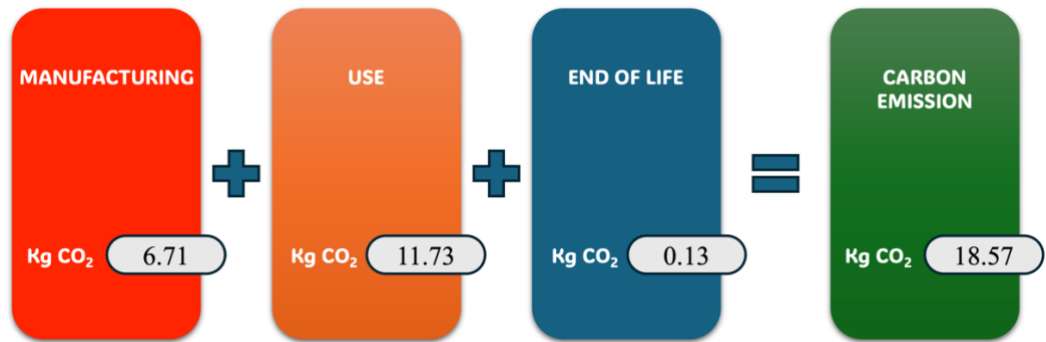 MANUFACTURING
Kg CO₂ 6.71
USE
Kg CO₂ 11.73
END OF LIFE
Kg CO₂ 0.13
CARBON
EMISSION
Kg CO₂ 18.57